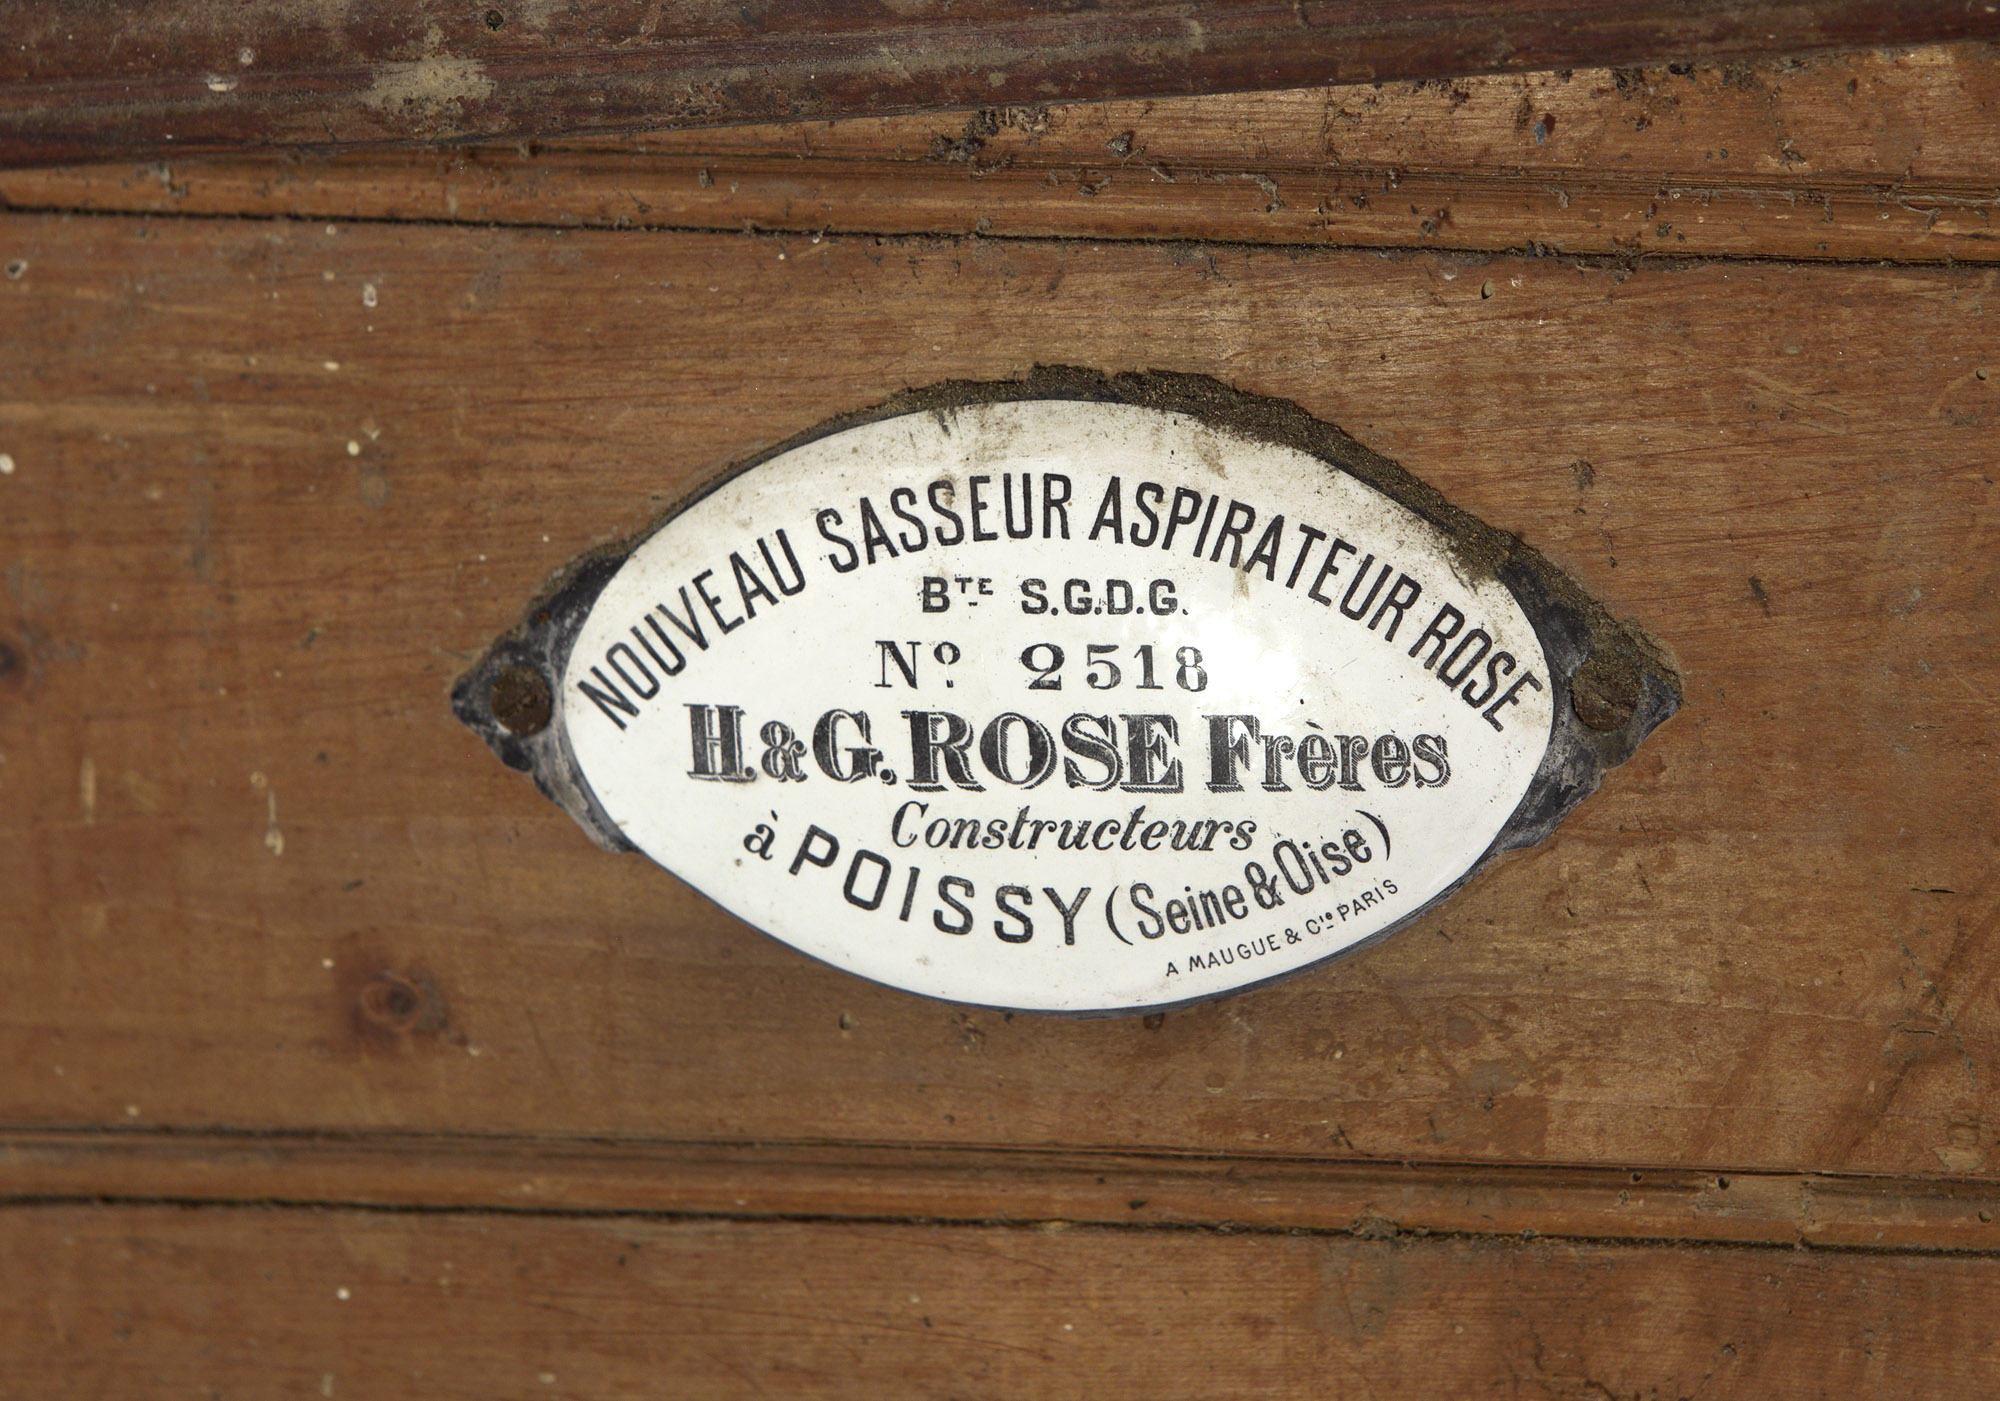 NOUVEAU SASSEUR ASPIRATEUR ROSE
BTE S.G.D.G.
No 2518
H.&G. ROSE Frères
Constructeurs
à POISSY (Seine & Oise)
A MAUGUE & Cie PARIS